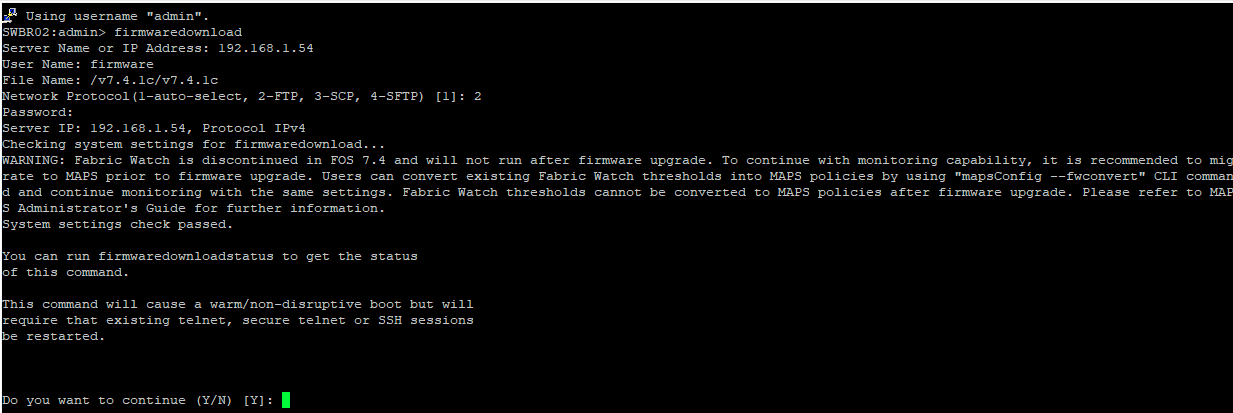 Using username "admin".
SWBR02:admin> firmwaredownload
Server Name or IP Address: 192.168.1.54
User Name: firmware
File Name: /v7.4.1c/v7.4.1c
Network Protocol(1-auto-select, 2-FTP, 3-SCP, 4-SFTP) [1]: 2
Password:
Server IP: 192.168.1.54, Protocol IPv4
Checking system settings for firmwaredownload...
WARNING: Fabric Watch is discontinued in FOS 7.4 and will not run after firmware upgrade. To continue with monitoring capability, it is recommended to mig
rate to MAPS prior to firmware upgrade. Users can convert existing Fabric Watch thresholds into MAPS policies by using "mapsConfig --fwconvert" CLI comman
d and continue monitoring with the same settings. Fabric Watch thresholds cannot be converted to MAPS policies after firmware upgrade. Please refer to MAP
S Administrator's Guide for further information.
System settings check passed.
You can run firmwaredownloadstatus to get the status
of this command.
This command will cause a warm/non-disruptive boot but will
require that existing telnet, secure telnet or SSH sessions
be restarted.
Do you want to continue (Y/N) [Y]: